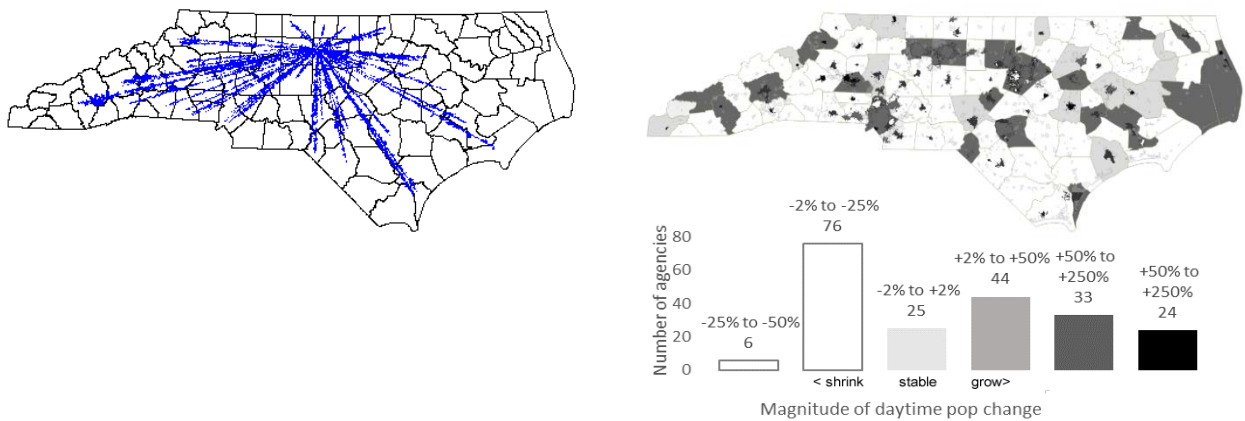 -2% to -25%
76
+2% to +50%
44
+50% to
+250%
33
-2% to +2%
25
+50% to
+250%
24
-25% to -50%
6
Number of agencies
80
60
40
20
0
< shrink
stable
grow>
Magnitude of daytime pop change